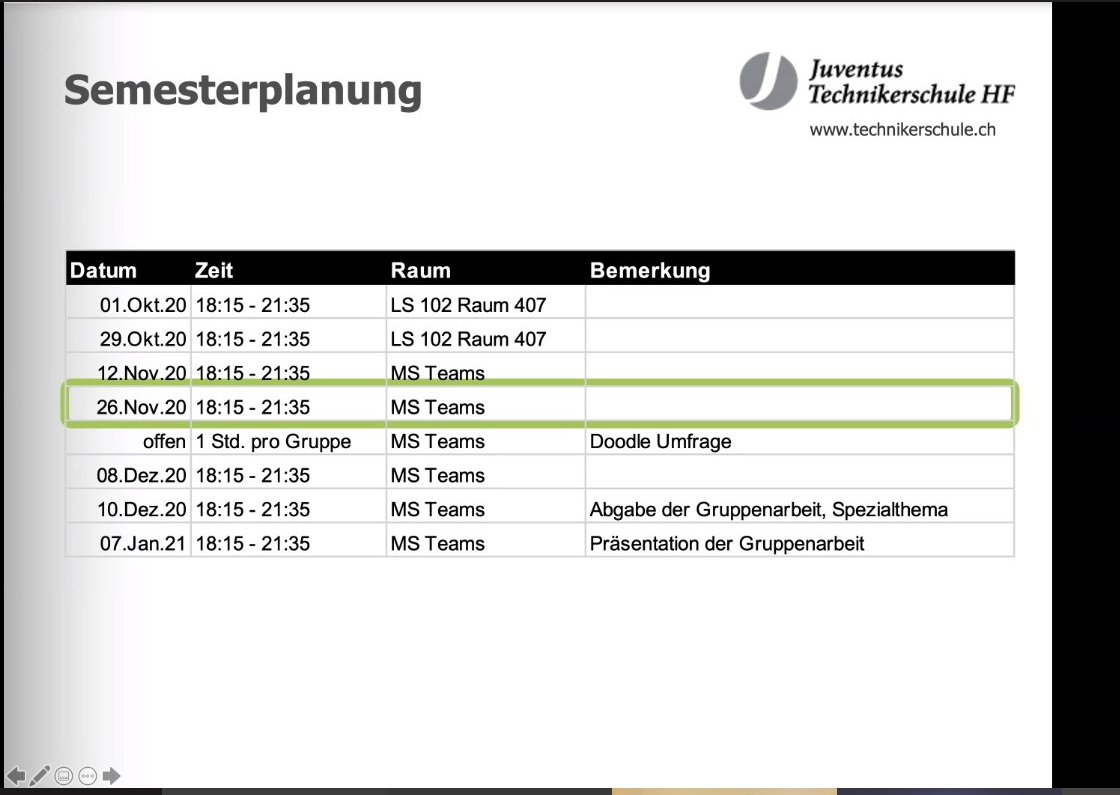 Semesterplanung
Juventus
Technikerschule HF
www.technikerschule.ch
Datum Zeit Raum Bemerkung
01.Okt.20 18:15 - 21:35 LS 102 Raum 407
29.Okt.20 18:15 - 21:35 LS 102 Raum 407
12.Nov.20 18:15 - 21:35 MS Teams
26.Nov.20 18:15 - 21:35 MS Teams
offen 1 Std. pro Gruppe MS Teams Doodle Umfrage
08.Dez.20 18:15 - 21:35 MS Teams
10.Dez.20 18:15 - 21:35 MS Teams Abgabe der Gruppenarbeit, Spezialthema
07.Jan.21 18:15 - 21:35 MS Teams Präsentation der Gruppenarbeit